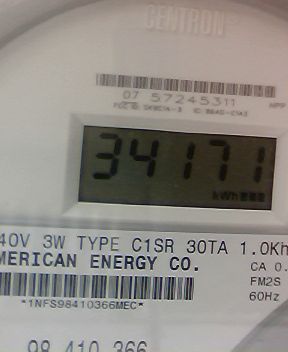 CENTRON®
07 57245311
34171
kWh
40V 3W TYPE C1SR 30TA 1.0Kh
MERICAN ENERGY CO.
CA 0.
FM2S
*1NFS98410366MEC*
60Hz
98 410 366